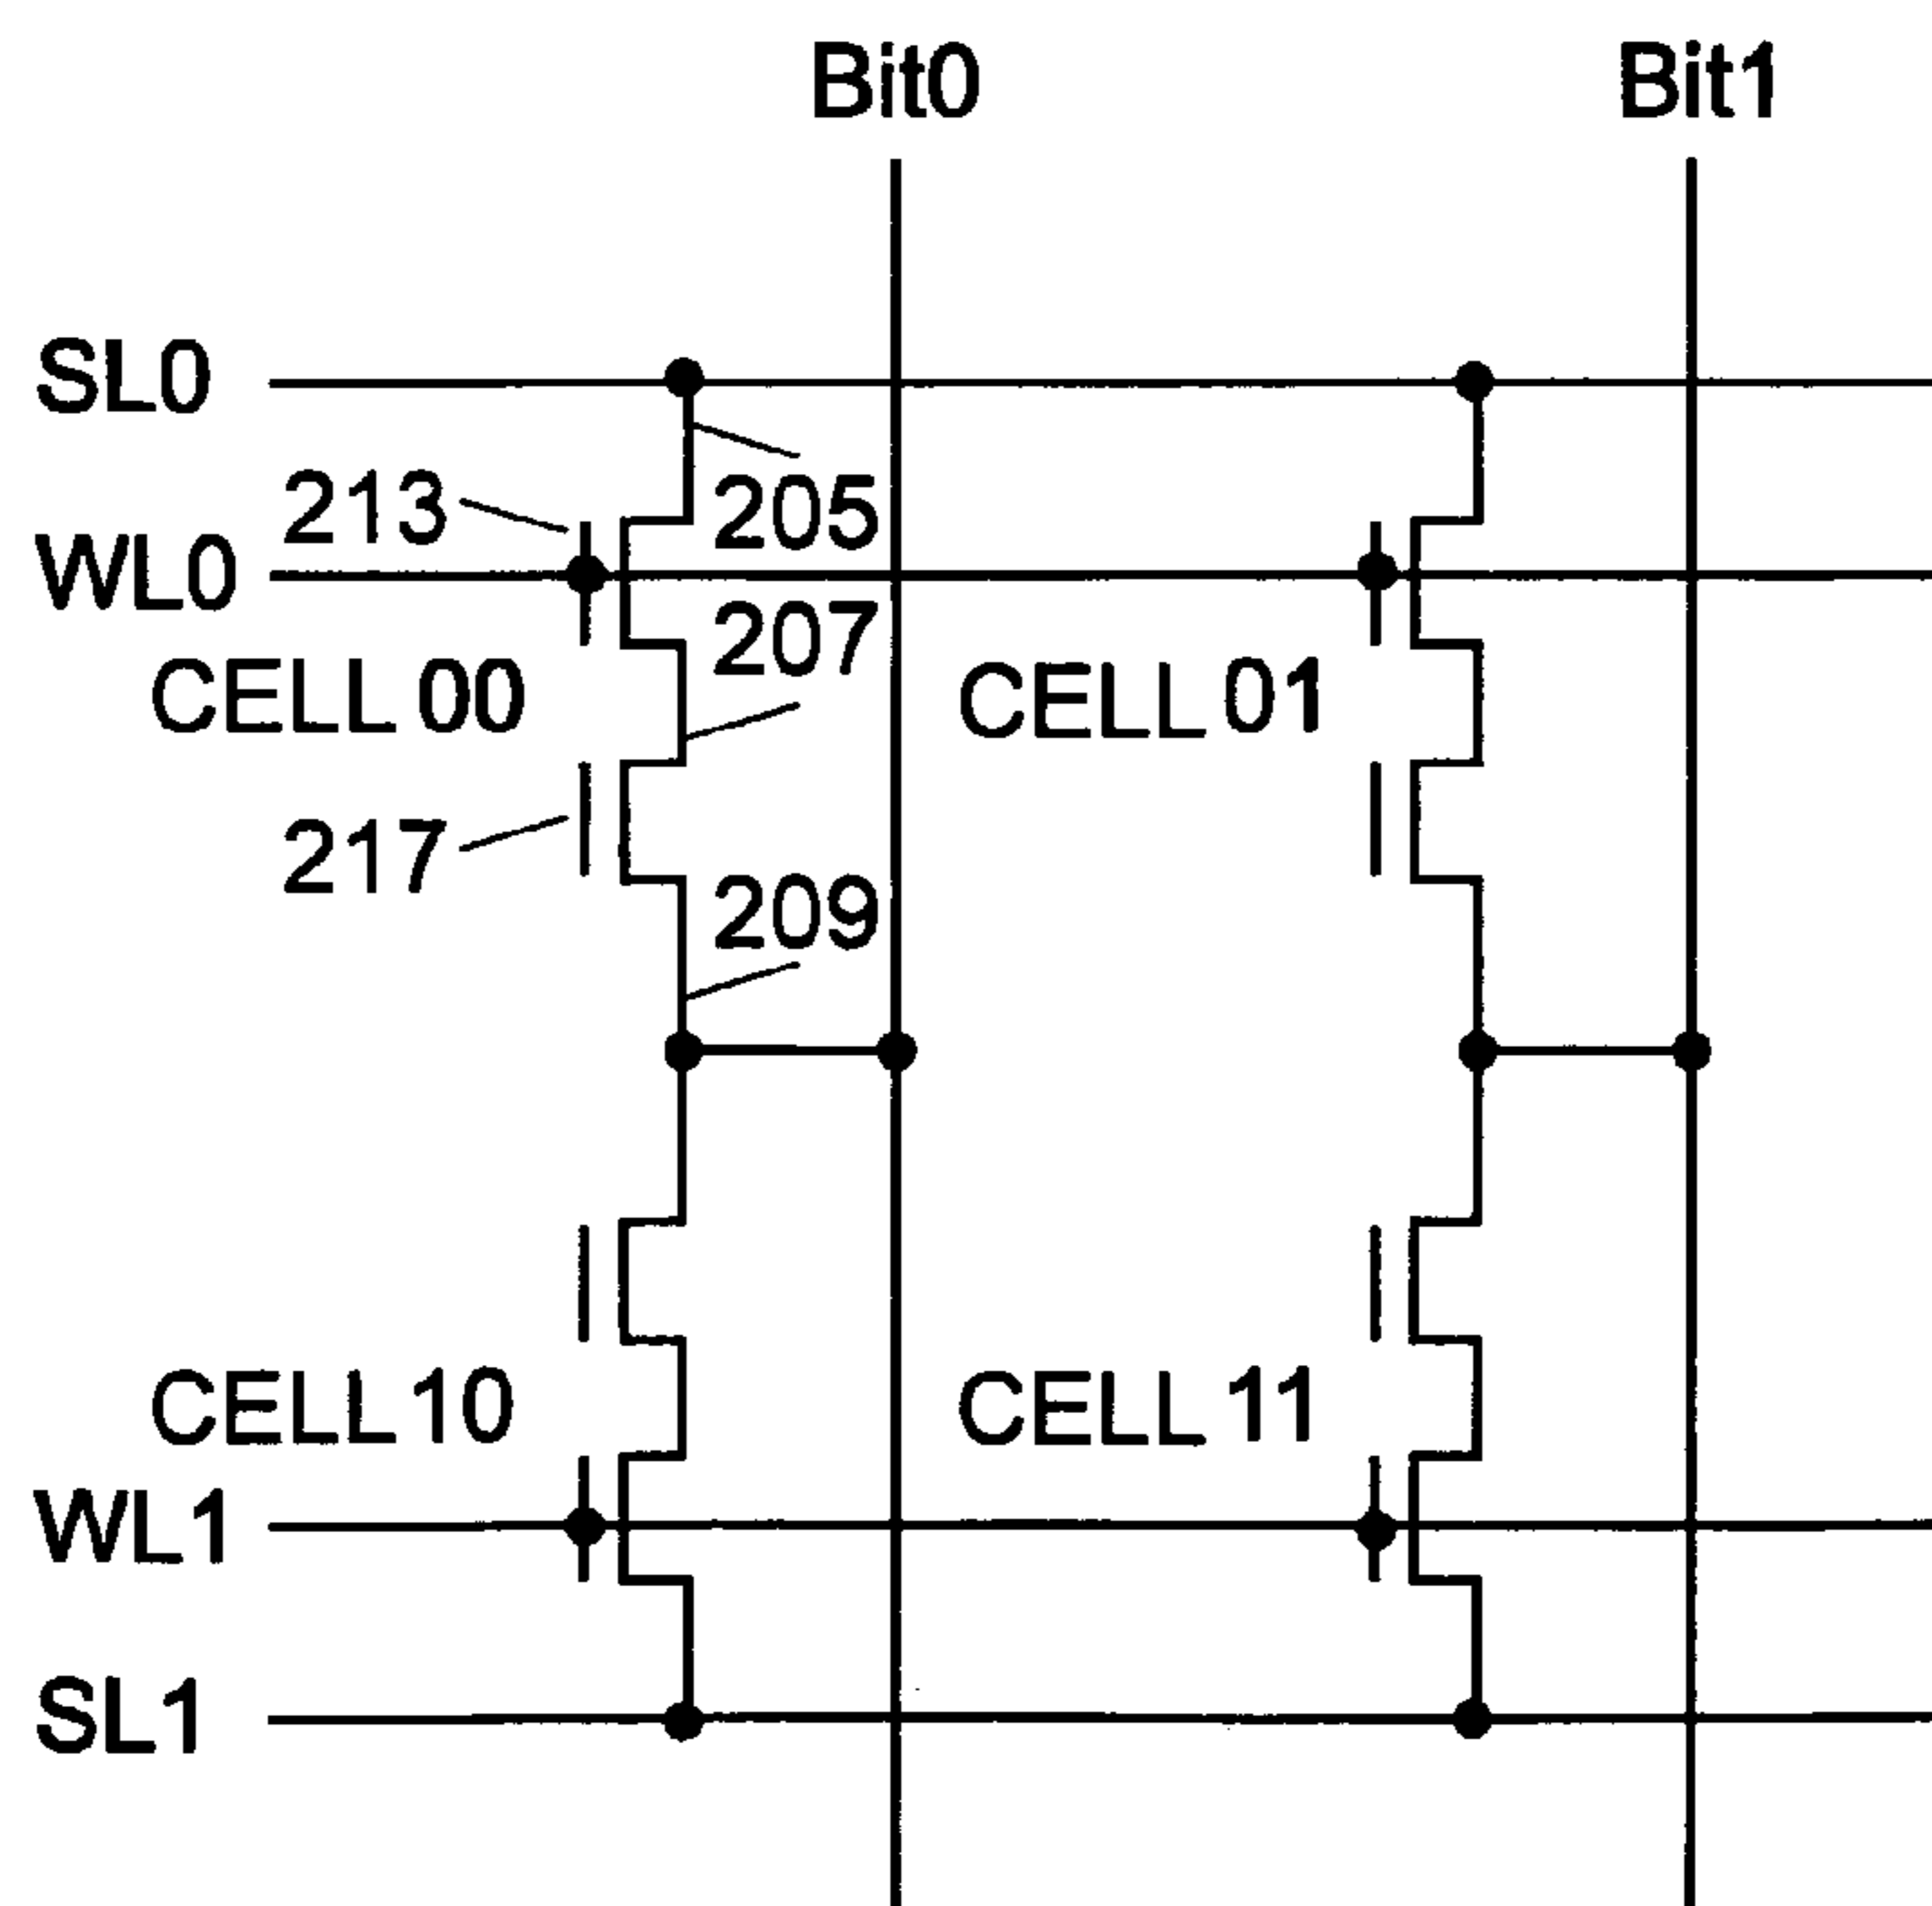 Bit0 Bit1
SL0
205
213
WL0
207
CELL 00 CELL 01
217
209
CELL 10 CELL 11
WL1
SL1